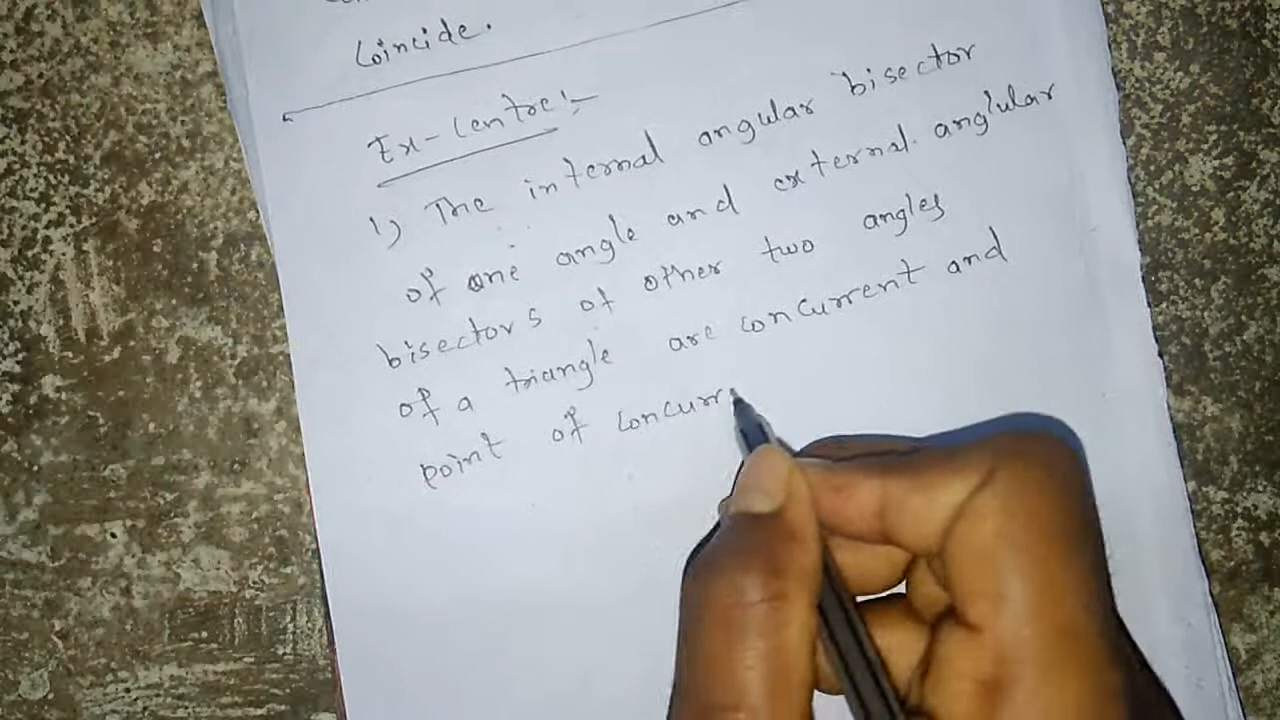 Coincide.
Ex-Centre:-
1) The internal angular bisector
of one angle and external angular
bisectors of other two angles
of a triangle are concurrent and
point of concurr